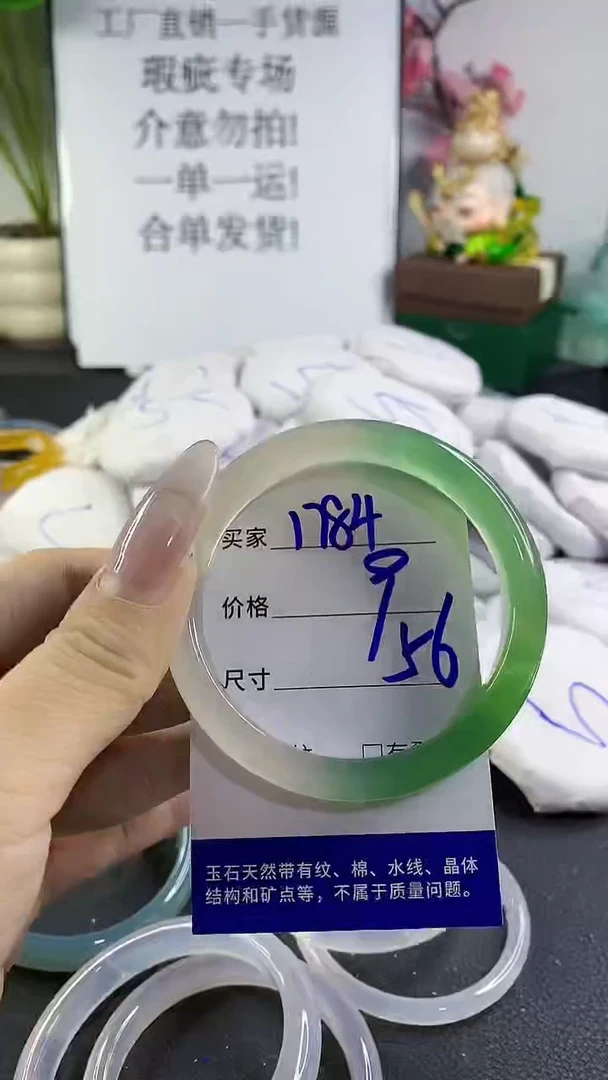 工厂直销一手货源
瑕疵专场
介意勿拍!
一单一运!
合单发货!
买家 1784
9
价格
56
尺寸
玉石天然带有纹、棉、水线、晶体
结构和矿点等，不属于质量问题。